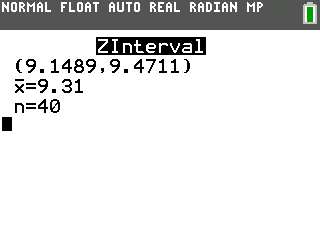 NORMAL FLOAT AUTO REAL RADIAN MP
ZInterval
(9.1489,9.4711)
x̄=9.31
n=40